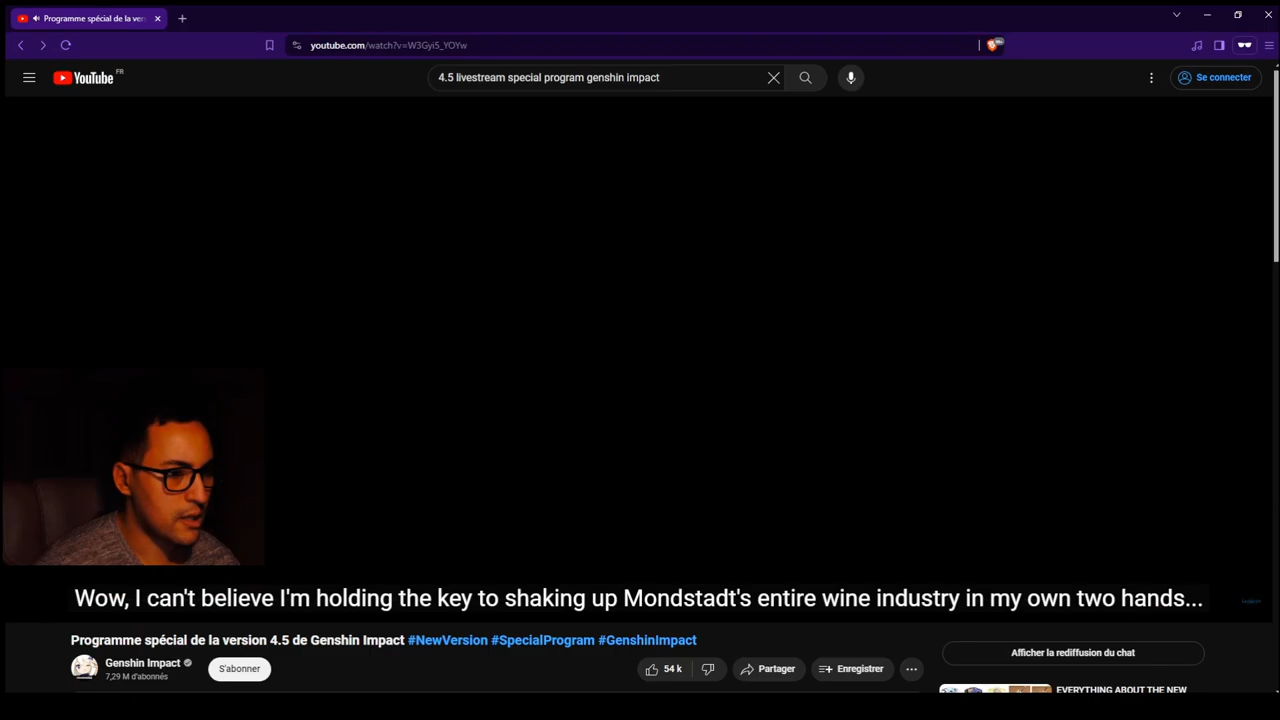 Programme spécial de la ver
youtube.com/watch?v=W3Gyi5_YOYw
YouTube FR
4.5 livestream special program genshin impact
Se connecter
Wow, I can't believe I'm holding the key to shaking up Mondstadt's entire wine industry in my own two hands...
Programme spécial de la version 4.5 de Genshin Impact #NewVersion #SpecialProgram #GenshinImpact
Afficher la rediffusion du chat
Genshin Impact
7,29 M d'abonnés
S'abonner
54 k
Partager
Enregistrer
EVERYTHING ABOUT THE NEW